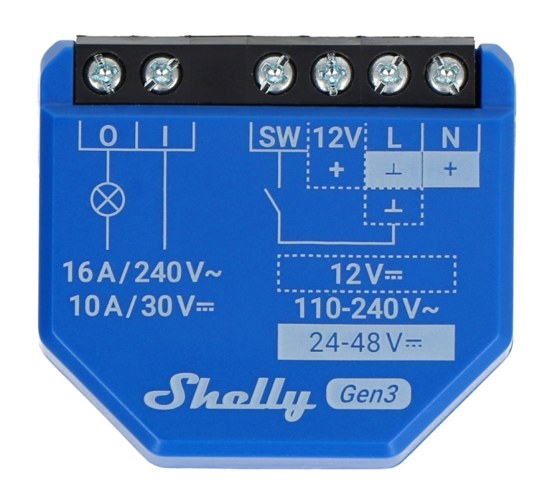 O I SW 12V L N
+ ⊥ +
⊥
16A/240V~
10A/30V⎓
12V⎓
110-240V~
24-48V⎓
Shelly Gen3